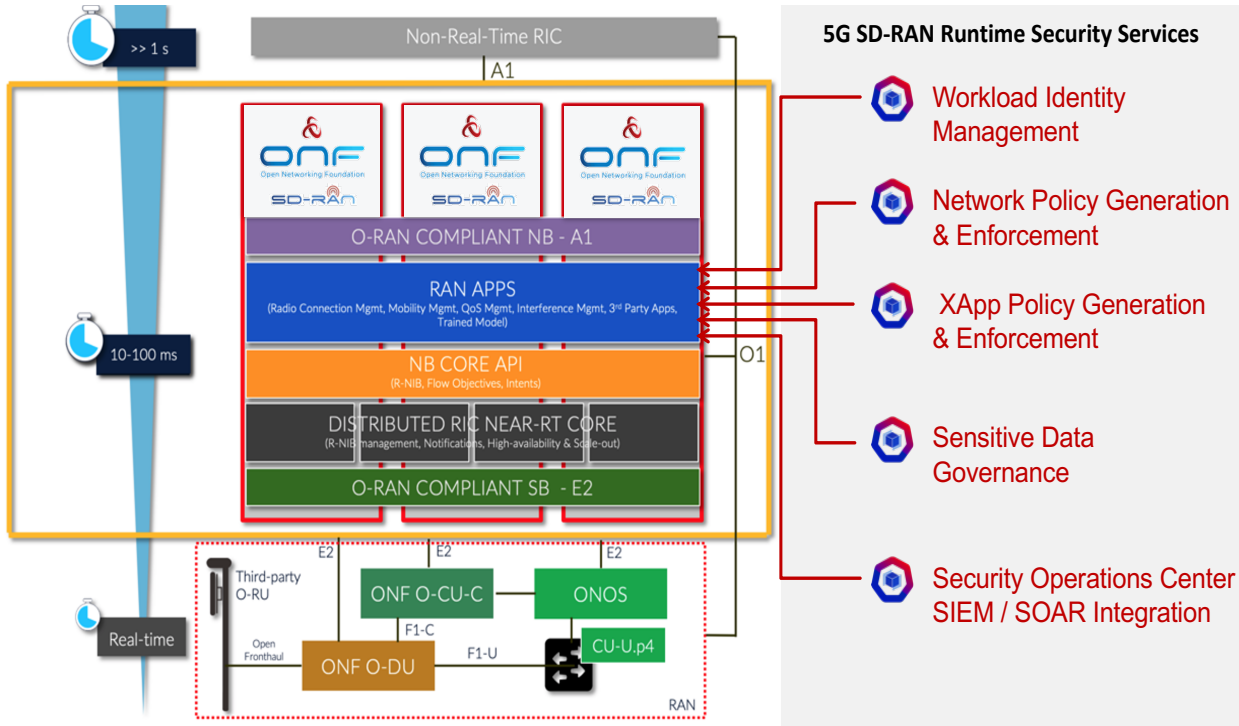 >> 1 s
Non-Real-Time RIC
A1
ONF
Open Networking Foundation
SD-RAN
ONF
Open Networking Foundation
SD-RAN
ONF
Open Networking Foundation
SD-RAN
O-RAN COMPLIANT NB - A1
RAN APPS
(Radio Connection Mgmt, Mobility Mgmt, QoS Mgmt, Interference Mgmt, 3rd Party Apps,
Trained Model)
10-100 ms
NB CORE API
(R-NIB, Flow Objectives, Intents)
O1
DISTRIBUTED RIC NEAR-RT CORE
(R-NIB management, Notifications, High-availability & Scale-out)
O-RAN COMPLIANT SB - E2
E2
E2
E2
Third-party
O-RU
ONF O-CU-C
ONOS
Real-time
F1-C
CU-U.p4
Open
Fronthaul
ONF O-DU
F1-U
RAN
5G SD-RAN Runtime Security Services
Workload Identity
Management
Network Policy Generation
& Enforcement
XApp Policy Generation
& Enforcement
Sensitive Data
Governance
Security Operations Center
SIEM / SOAR Integration